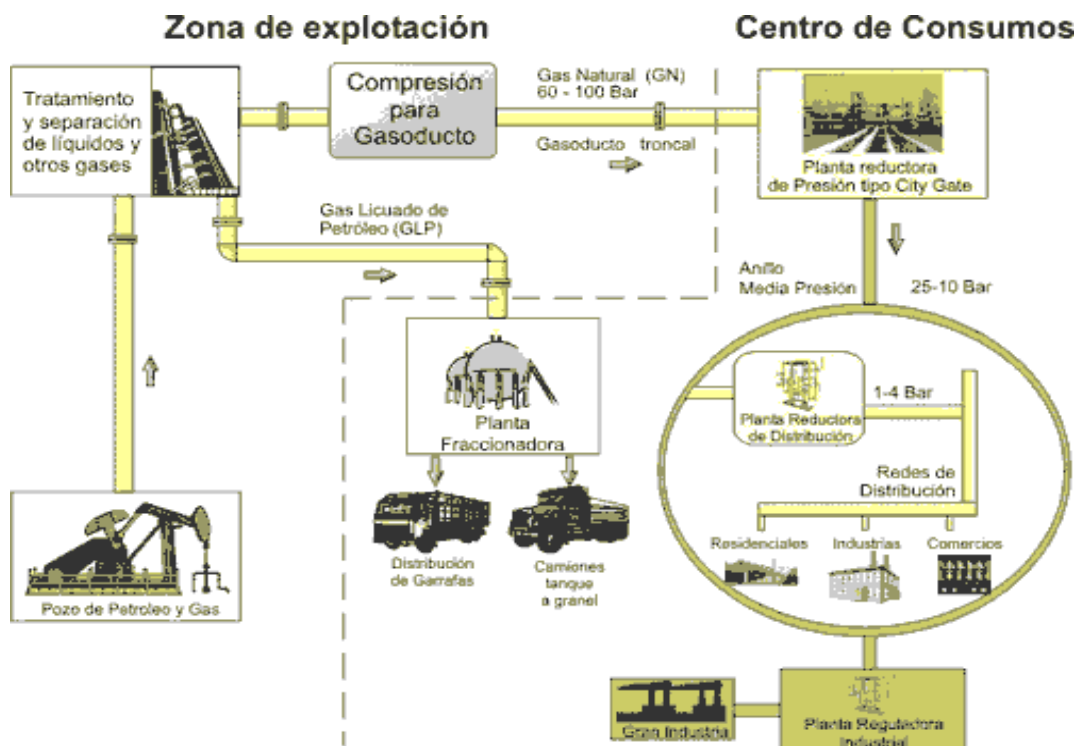 Zona de explotación
Centro de Consumos
Tratamiento
y separación
de líquidos y
otros gases
Compresión
para
Gasoducto
Gas Natural (GN)
60 - 100 Bar
Gasoducto troncal
Planta reductora
de Presión tipo City Gate
Gas Licuado de
Petróleo (GLP)
Anillo
Media Presión
25-10 Bar
Planta
Fraccionadora
Planta Reductora
de Distribución
1-4 Bar
Redes de
Distribución
Residenciales
Industrias
Comercios
Distribución
de Garrafas
Camiones
tanque
a granel
Pozo de Petroleo y Gas
Gran Industria
Planta Reguladora
Industrial